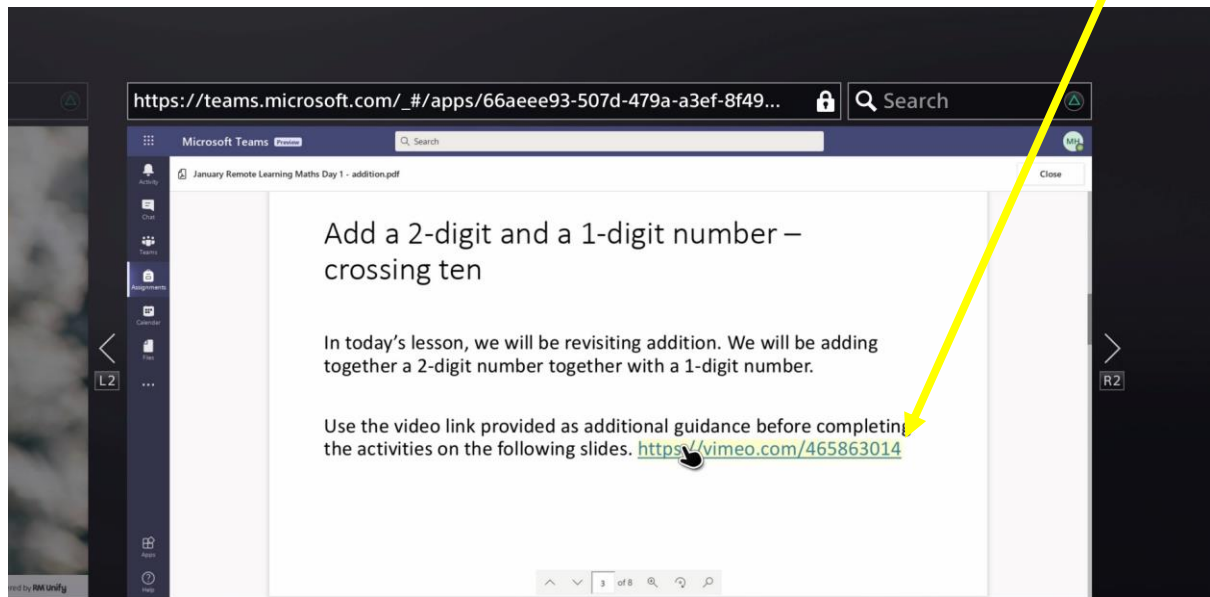 https://teams.microsoft.com/_#/apps/66aeee93-507d-479a-a3ef-8f49...
Search
Microsoft Teams Preview
Search
MH
January Remote Learning Maths Day 1 - addition.pdf
Close
Activity
Chat
Teams
Assignments
Calendar
Files
...
Add a 2-digit and a 1-digit number –
crossing ten
In today's lesson, we will be revisiting addition. We will be adding
together a 2-digit number together with a 1-digit number.
Use the video link provided as additional guidance before completing
the activities on the following slides. https://vimeo.com/465863014
L2
R2
Apps
Help
3 of 8
ered by RM Unify